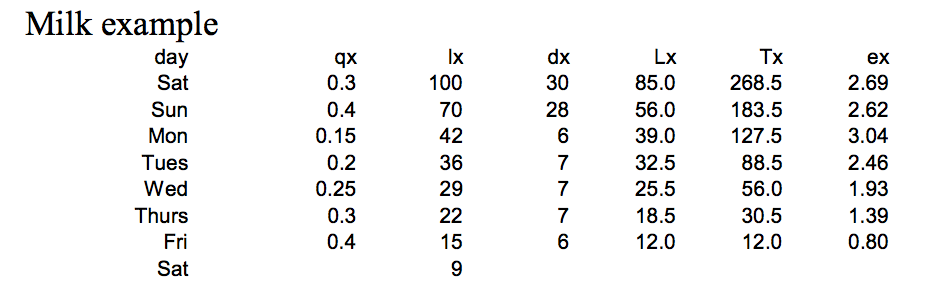 Milk example
day qx lx dx Lx Tx ex
Sat 0.3 100 30 85.0 268.5 2.69
Sun 0.4 70 28 56.0 183.5 2.62
Mon 0.15 42 6 39.0 127.5 3.04
Tues 0.2 36 7 32.5 88.5 2.46
Wed 0.25 29 7 25.5 56.0 1.93
Thurs 0.3 22 7 18.5 30.5 1.39
Fri 0.4 15 6 12.0 12.0 0.80
Sat 9